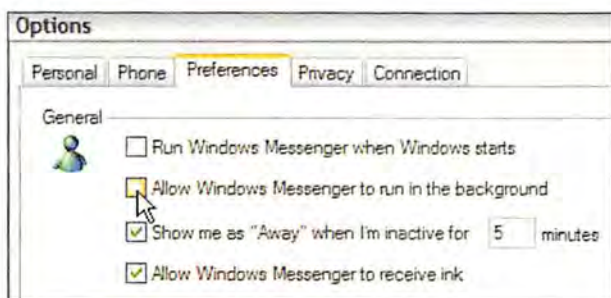 Options
Personal Phone Preferences Privacy Connection
General
Run Windows Messenger when Windows starts
Allow Windows Messenger to run in the background
Show me as "Away" when I'm inactive for 5 minutes
Allow Windows Messenger to receive ink